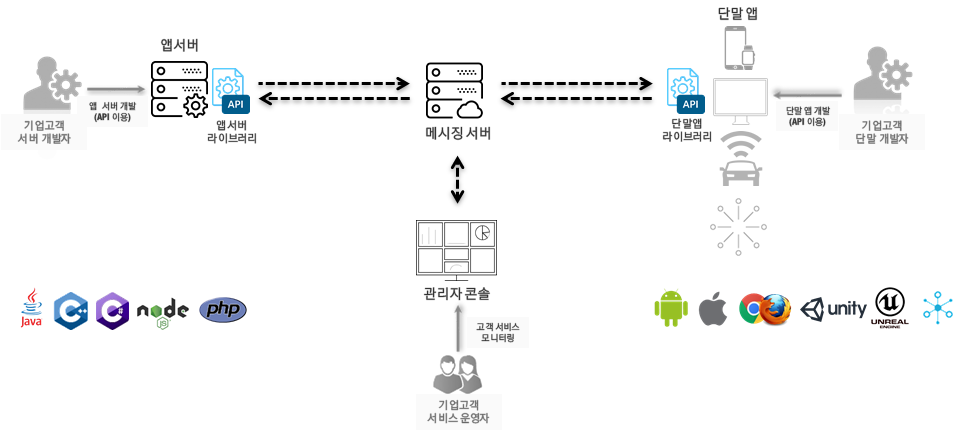 앱서버
단말 앱
API
API
앱 서버 개발
(API 이용)
기업고객
서버 개발자
앱서버
라이브러리
메시징 서버
단말앱
라이브러리
단말 앱 개발
(API 이용)
기업고객
단말 개발자
관리자 콘솔
Java
C++
C#
node
JS
php
unity
UNREAL
ENGINE
고객 서비스
모니터링
기업고객
서비스 운영자